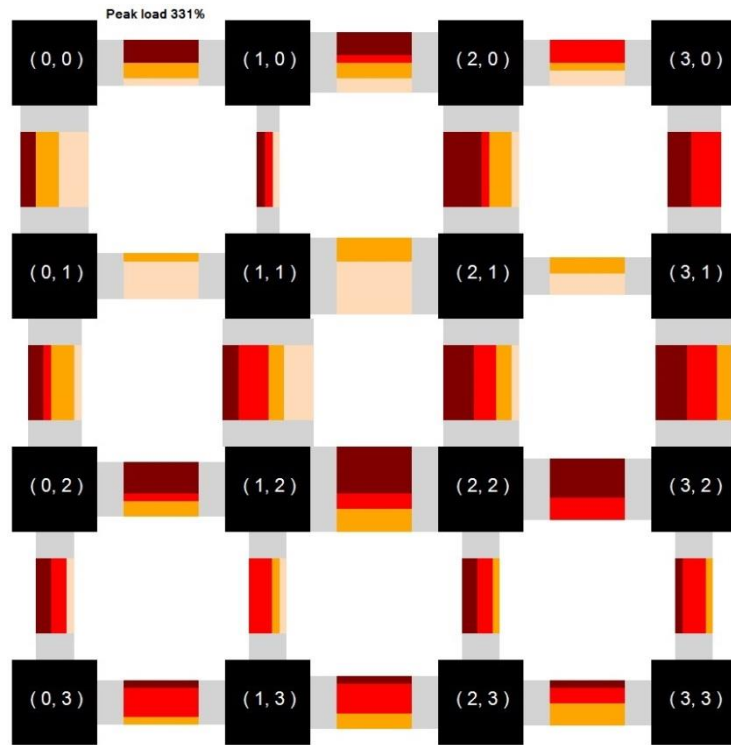 Peak load 331%
( 0, 0 ) ( 1, 0 ) ( 2, 0 ) ( 3, 0 )
( 0, 1 ) ( 1, 1 ) ( 2, 1 ) ( 3, 1 )
( 0, 2 ) ( 1, 2 ) ( 2, 2 ) ( 3, 2 )
( 0, 3 ) ( 1, 3 ) ( 2, 3 ) ( 3, 3 )